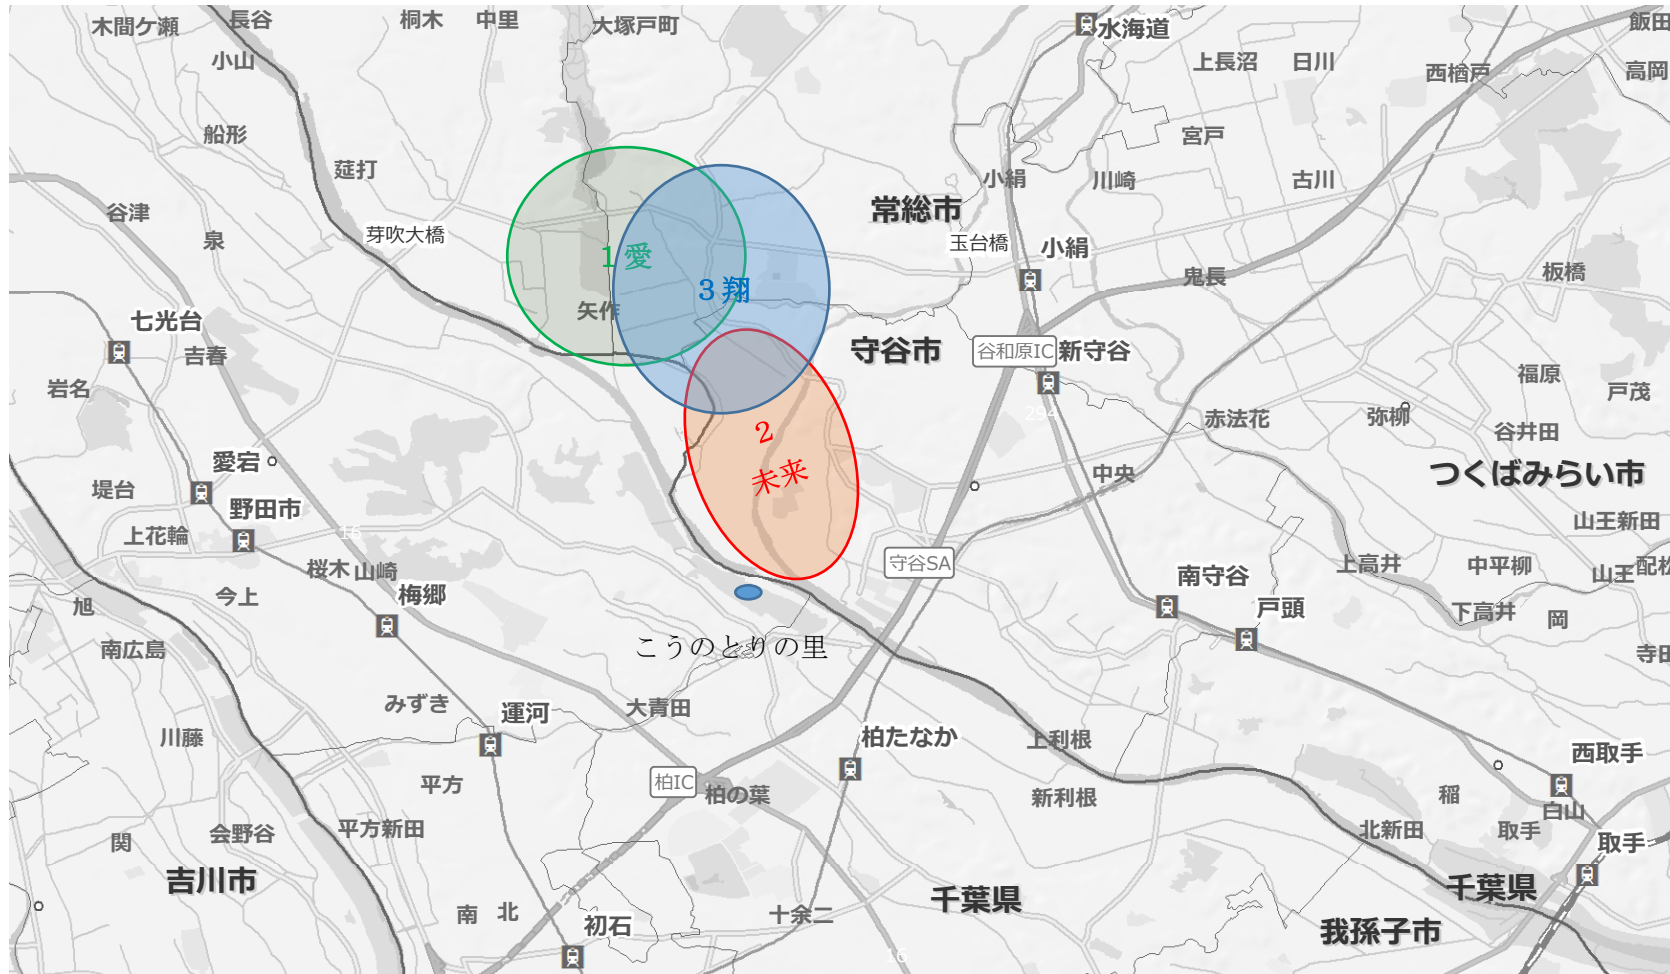 木間ケ瀬
長谷
桐木
中里
大塚戸町
水海道
飯田
小山
上長沼
日川
西楢戸
高岡
船形
宮戸
莚打
小絹
川崎
古川
谷津
泉
芽吹大橋
常総市
玉台橋
小絹
1 愛
3 翔
鬼長
板橋
矢作
七光台
吉春
守谷市
谷和原IC
新守谷
岩名
福原
戸茂
294
赤法花
弥柳
谷井田
2
未来
愛宕
堤台
中央
つくばみらい市
野田市
上花輪
16
山王新田
桜木
山崎
守谷SA
上高井
中平柳
山王
配松
今上
梅郷
南守谷
戸頭
下高井
岡
旭
南広島
こうのとりの里
寺田
みずき
運河
大青田
川藤
柏たなか
上利根
西取手
平方
柏IC
柏の葉
新利根
稲
白山
関
会野谷
平方新田
北新田
取手
取手
吉川市
千葉県
千葉県
南
北
初石
十余二
我孫子市
16